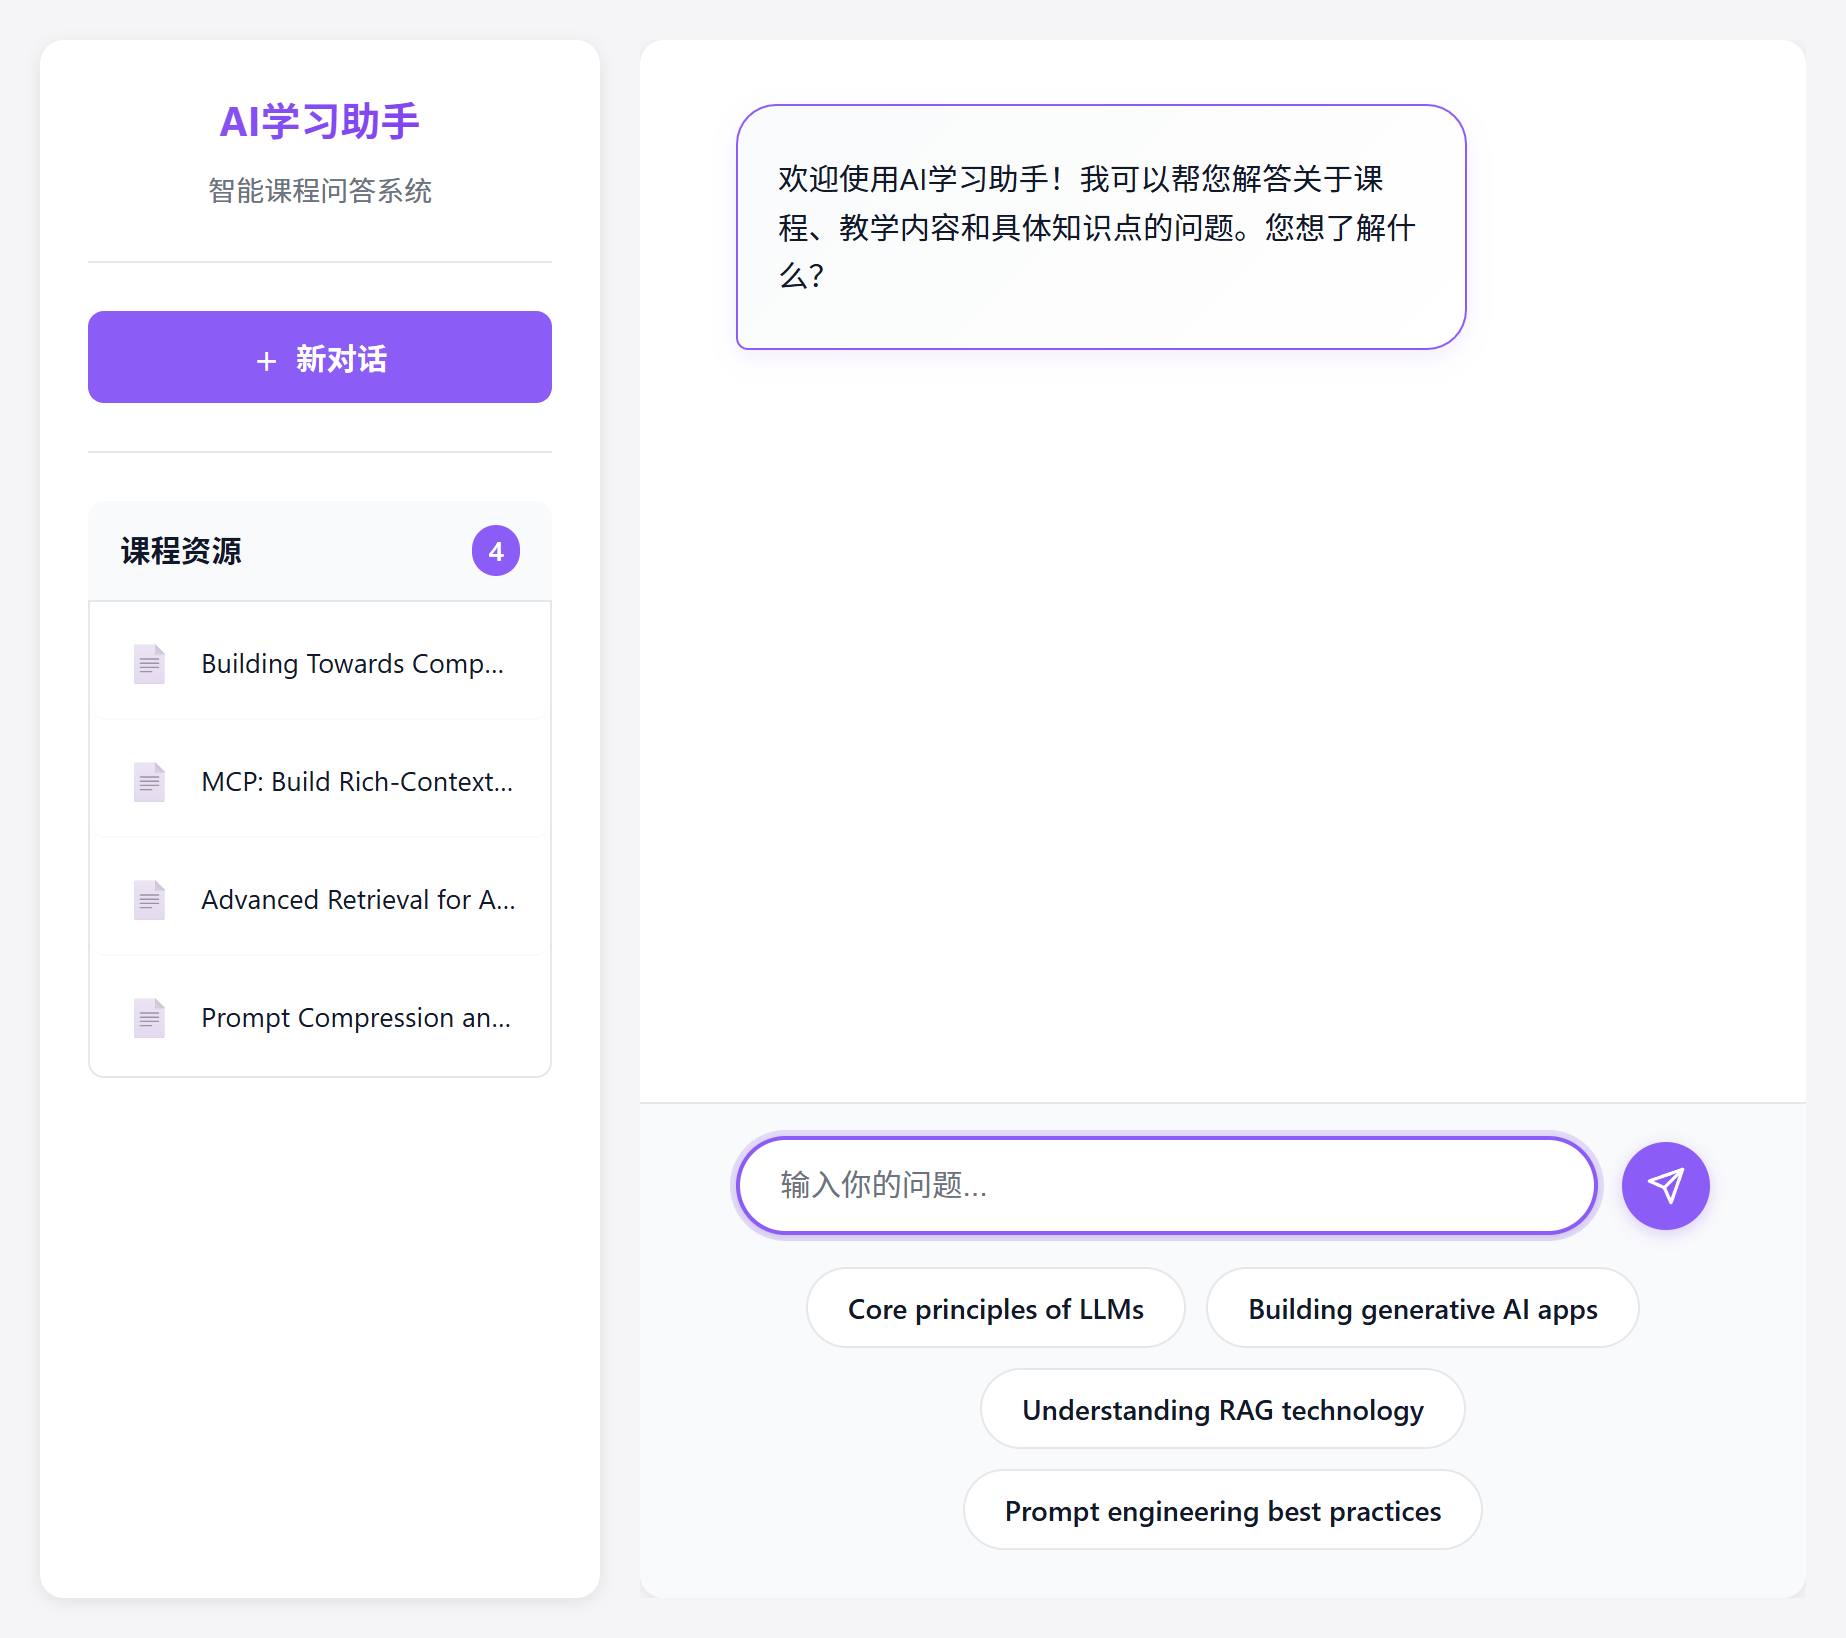 AI学习助手
智能课程问答系统
+ 新对话
课程资源
4
Building Towards Comp...
MCP: Build Rich-Context...
Advanced Retrieval for A...
Prompt Compression an...
欢迎使用AI学习助手！我可以帮您解答关于课
程、教学内容和具体知识点的问题。您想了解什
么？
输入你的问题...
Core principles of LLMs
Building generative AI apps
Understanding RAG technology
Prompt engineering best practices